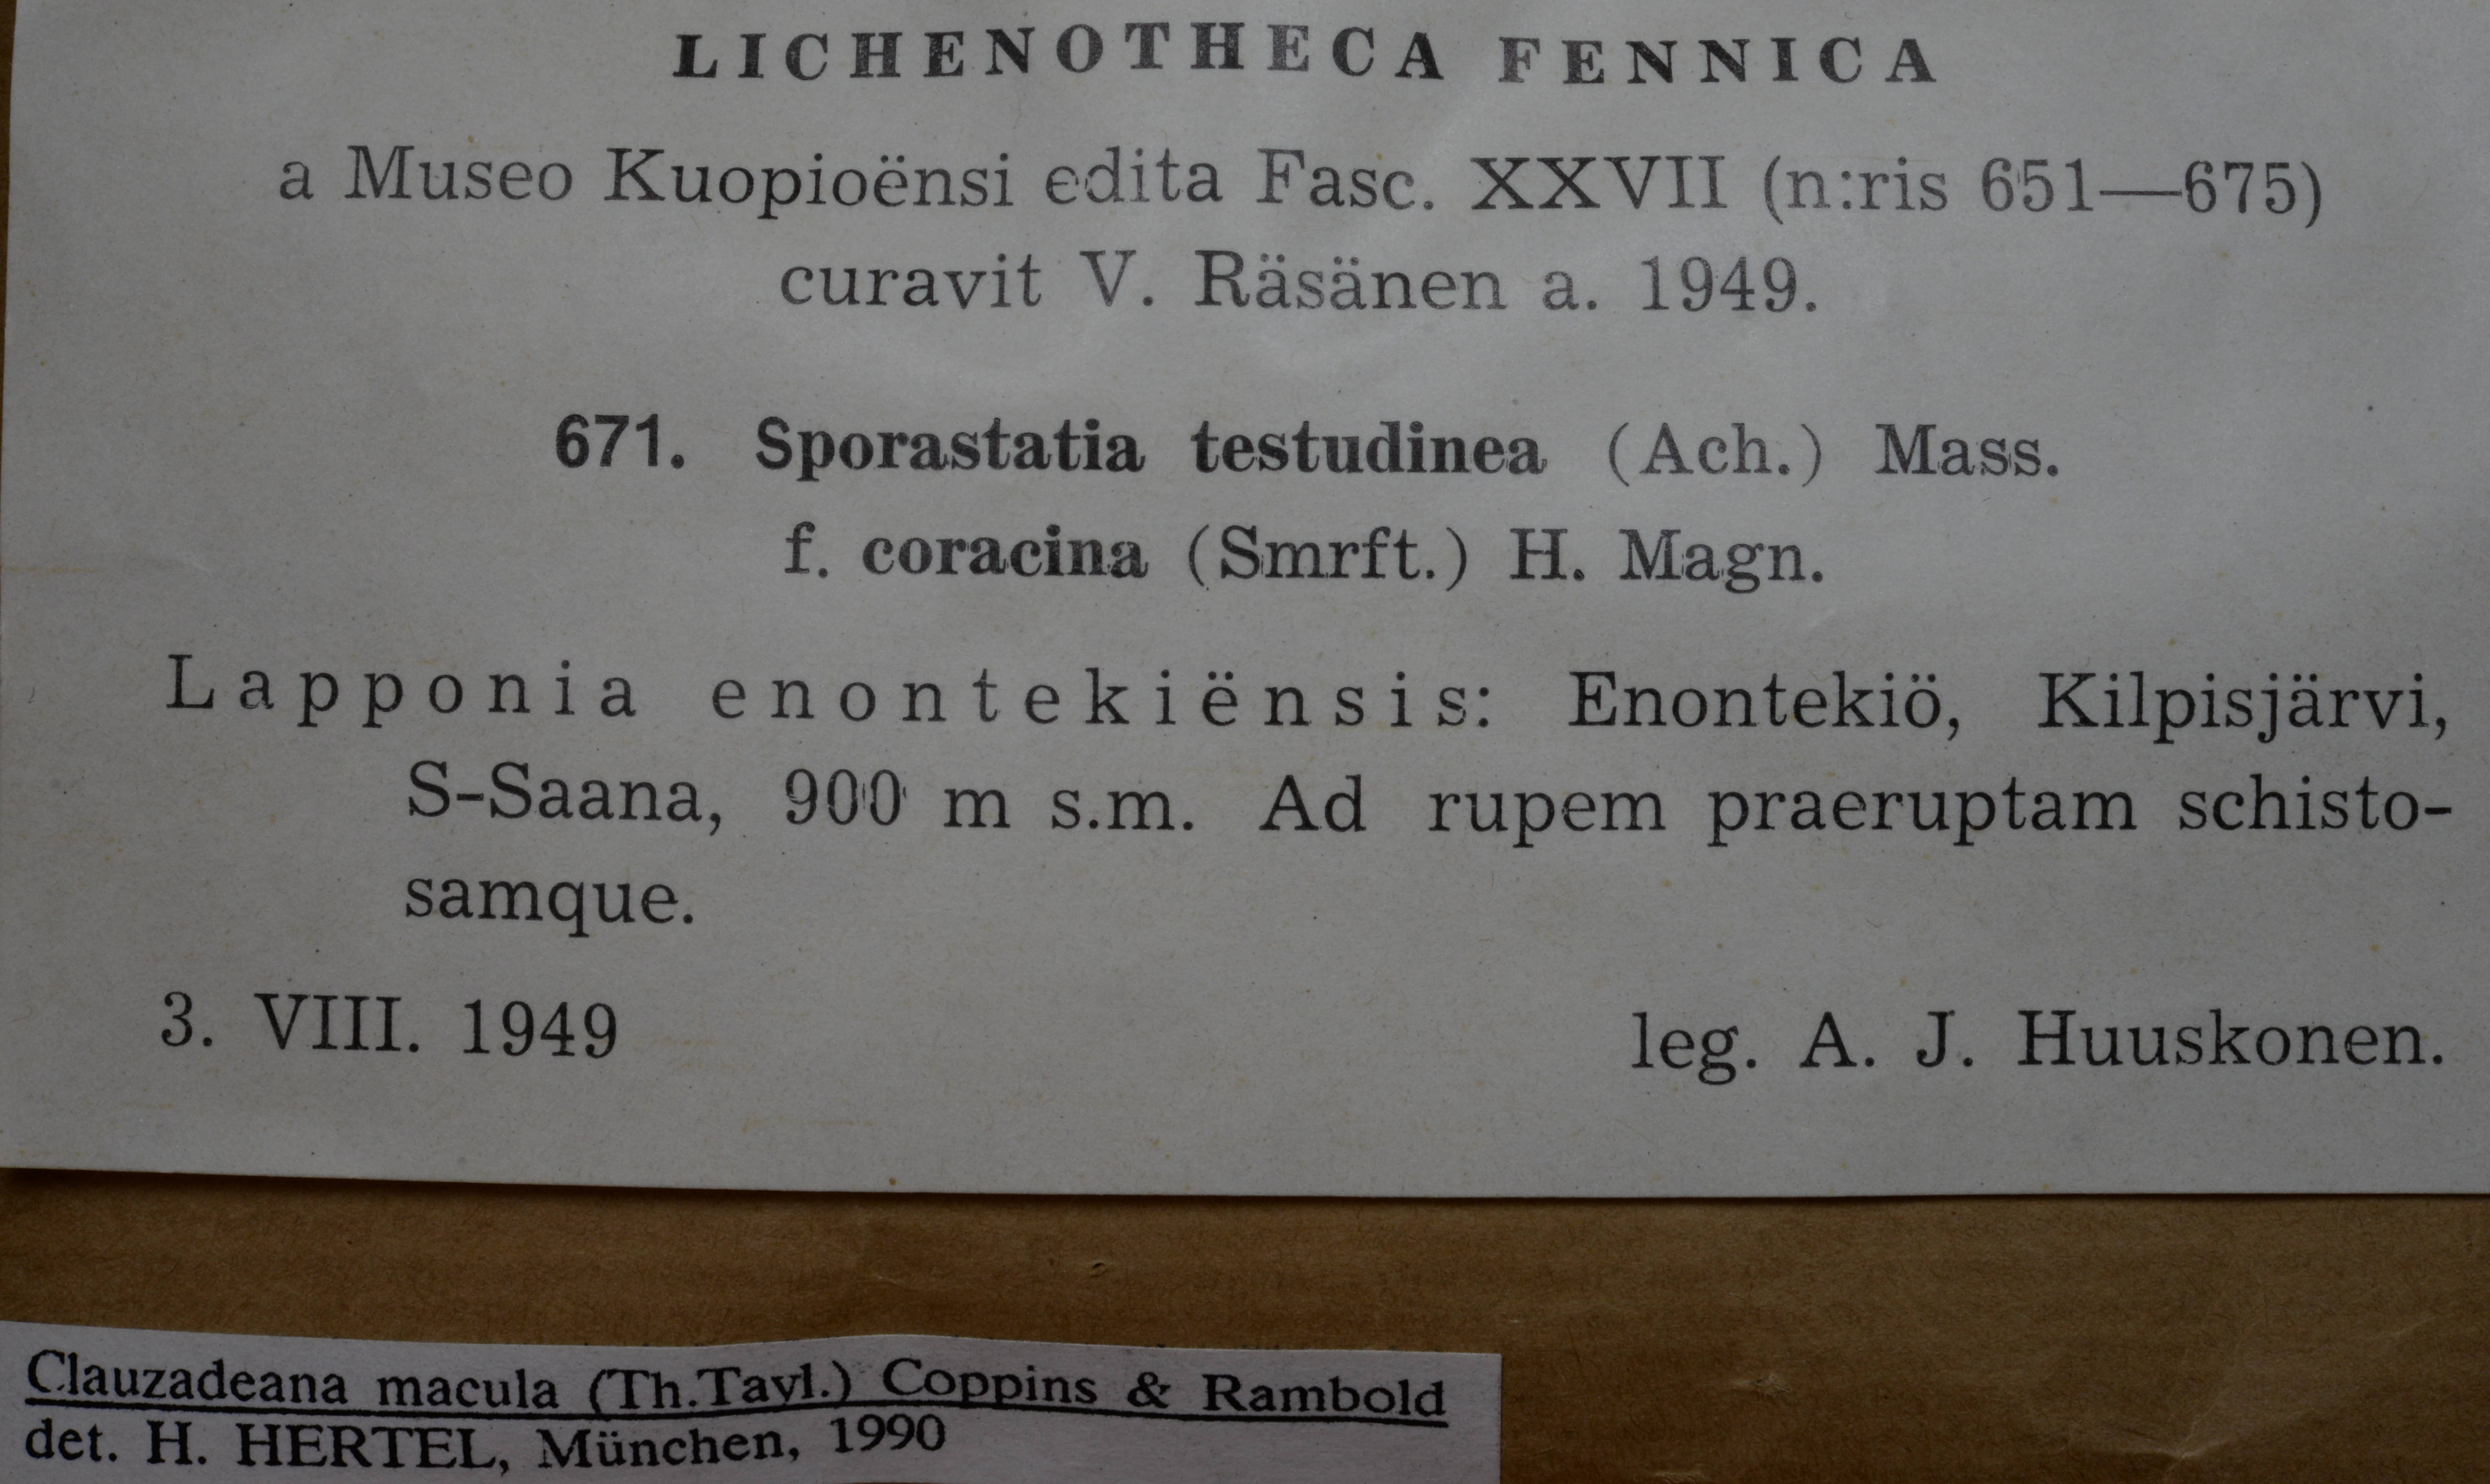 LICHENOTHECA FENNICA
a Museo Kuopioënsi edita Fasc. XXVII (n:ris 651—675)
curavit V. Räsänen a. 1949.
671. Sporastatia testudinea (Ach.) Mass.
f. coracina (Smrft.) H. Magn.
Lapponia enontekiënsis: Enontekiö, Kilpisjärvi,
S-Saana, 900 m s.m. Ad rupem praeruptam schisto-
samque.
3. VIII. 1949 leg. A. J. Huuskonen.
Clauzadeana macula (Th.Tayl.) Coppins & Rambold
det. H. HERTEL, München, 1990